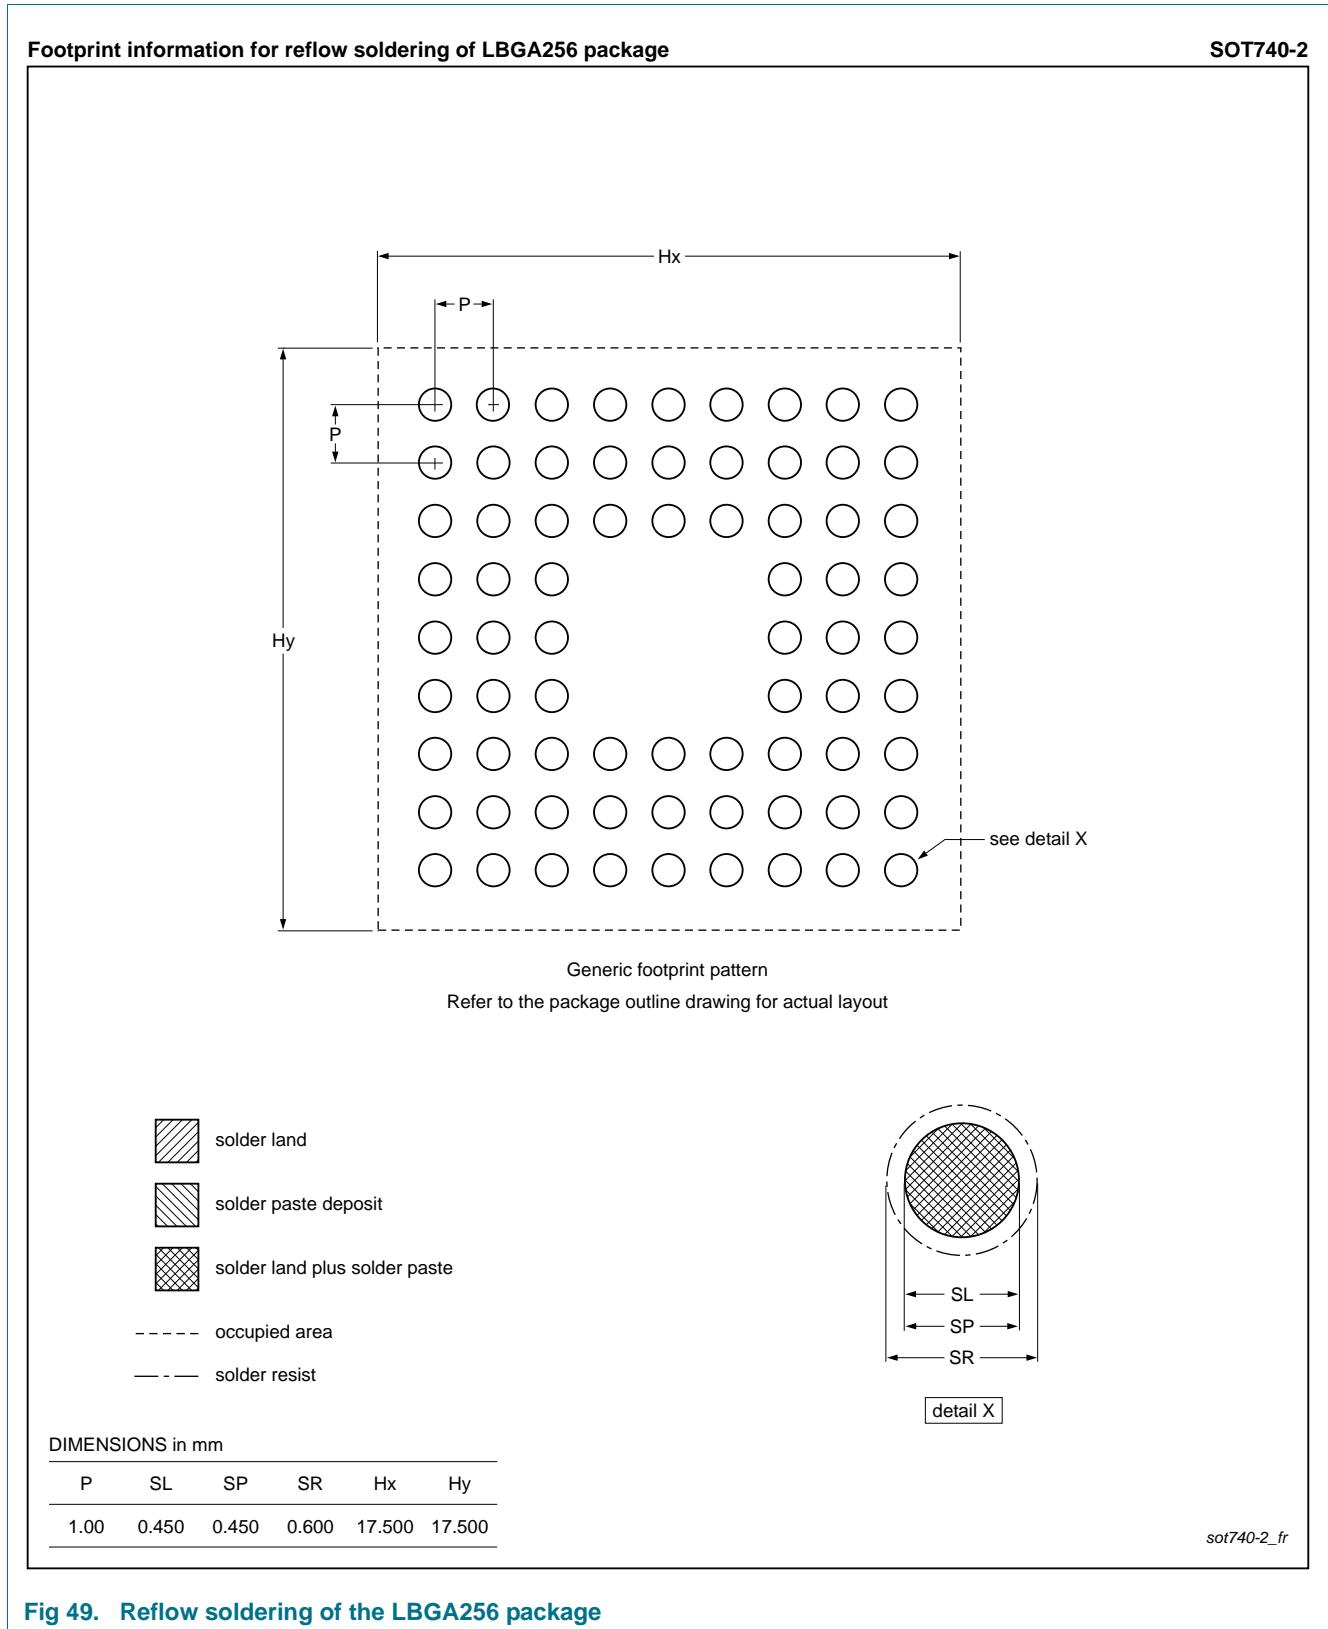 Footprint information for reflow soldering of LBGA256 package SOT740-2
Hx
P
P
Hy
see detail X
Generic footprint pattern
Refer to the package outline drawing for actual layout
solder land
solder paste deposit
solder land plus solder paste
occupied area
solder resist
SL
SP
SR
detail X
DIMENSIONS in mm
P SL SP SR Hx Hy
1.00 0.450 0.450 0.600 17.500 17.500
sot740-2_fr
Fig 49. Reflow soldering of the LBGA256 package